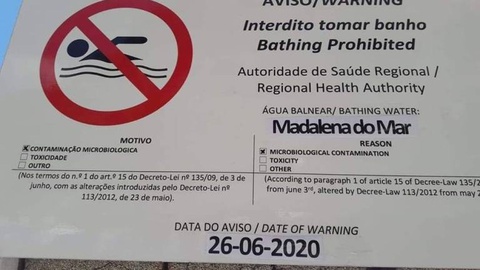 AVISO/WARNING
Interdito tomar banho
Bathing Prohibited
Autoridade de Saúde Regional /
Regional Health Authority
ÁGUA BALNEAR/ BATHING WATER:
Madalena do Mar
MOTIVO
CONTAMINAÇÃO MICROBIOLOGICA
TOXICIDADE
OUTRO
(Nos termos do n.º 1 do art.º 15 do Decreto-Lei nº 135/09, de 3 de
junho, com as alterações introduzidas pelo Decreto-Lei nº
113/2012, de 23 de maio).
REASON
MICROBIOLOGICAL CONTAMINATION
TOXICITY
OTHER
(According to paragraph 1 of article 15 of Decree-Law 135/2
from june 3rd, altered by Decree-Law 113/2012 from may 2
DATA DO AVISO / DATE OF WARNING
26-06-2020